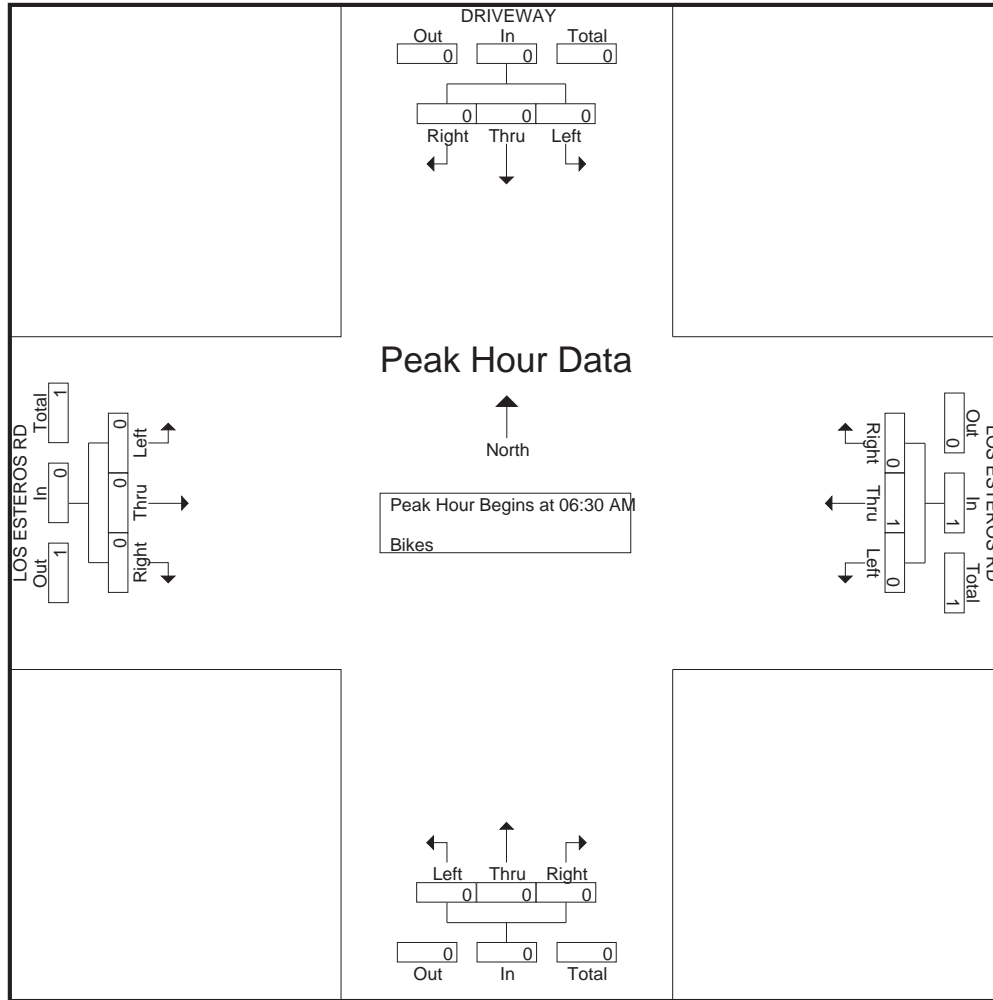 DRIVEWAY
Out In Total
0 0 0
0 0 0
Right Thru Left
Peak Hour Data
North
Peak Hour Begins at 06:30 AM
Bikes
LOS ESTEROS RD
Out In Total
1 0 1
0 0 0
Left Thru Right
LOS ESTEROS RD
Out In Total
0 1 1
0 1 0
Right Thru Left
Left Thru Right
0 0 0
0 0 0
Out In Total